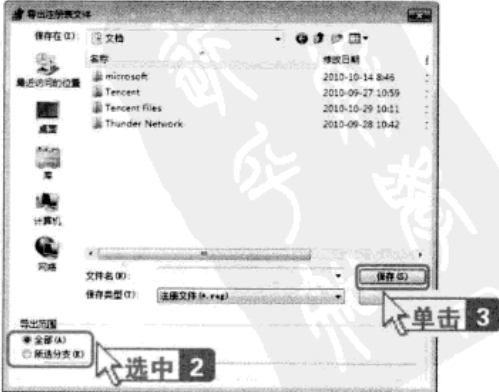 导出注册表文件
保存在(I):
文档
名称
修改日期
microsoft
2010-10-14 8:46
Tencent
2010-09-27 10:59
Tencent Files
2010-10-29 10:11
Thunder Network
2010-09-28 10:42
最近访问的位置
桌面
库
计算机
网络
文件名(N):
保存(S)
保存类型(T):
注册文件(*.reg)
单击 3
导出范围
全部(A)
所选分支(E)
选中 2